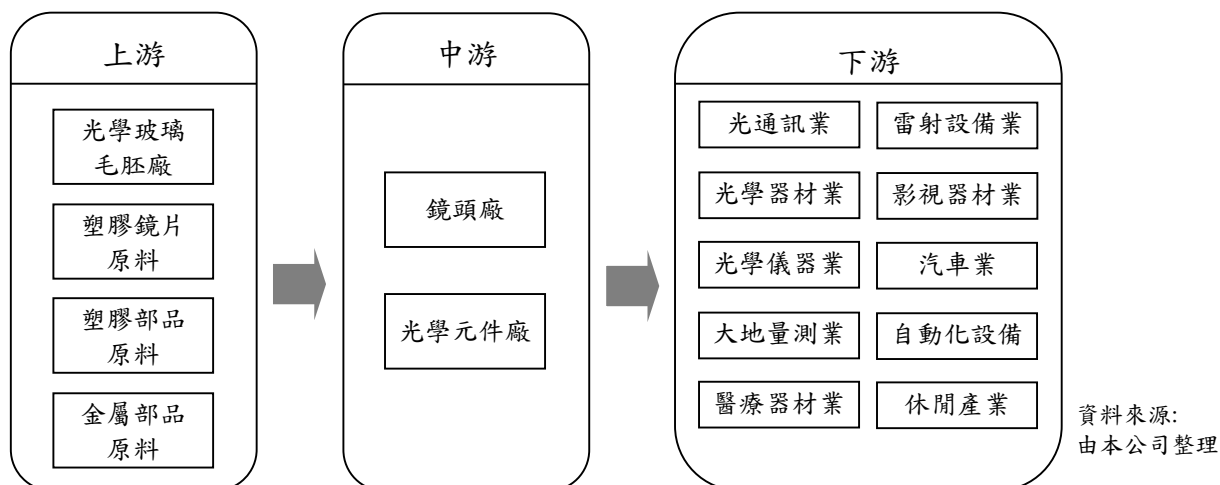 上游
光學玻璃
毛胚廠
塑膠鏡片
原料
塑膠部品
原料
金屬部品
原料
中游
鏡頭廠
光學元件廠
下游
光通訊業
雷射設備業
光學器材業
影視器材業
光學儀器業
汽車業
大地量測業
自動化設備
醫療器材業
休閒產業
資料來源:
由本公司整理